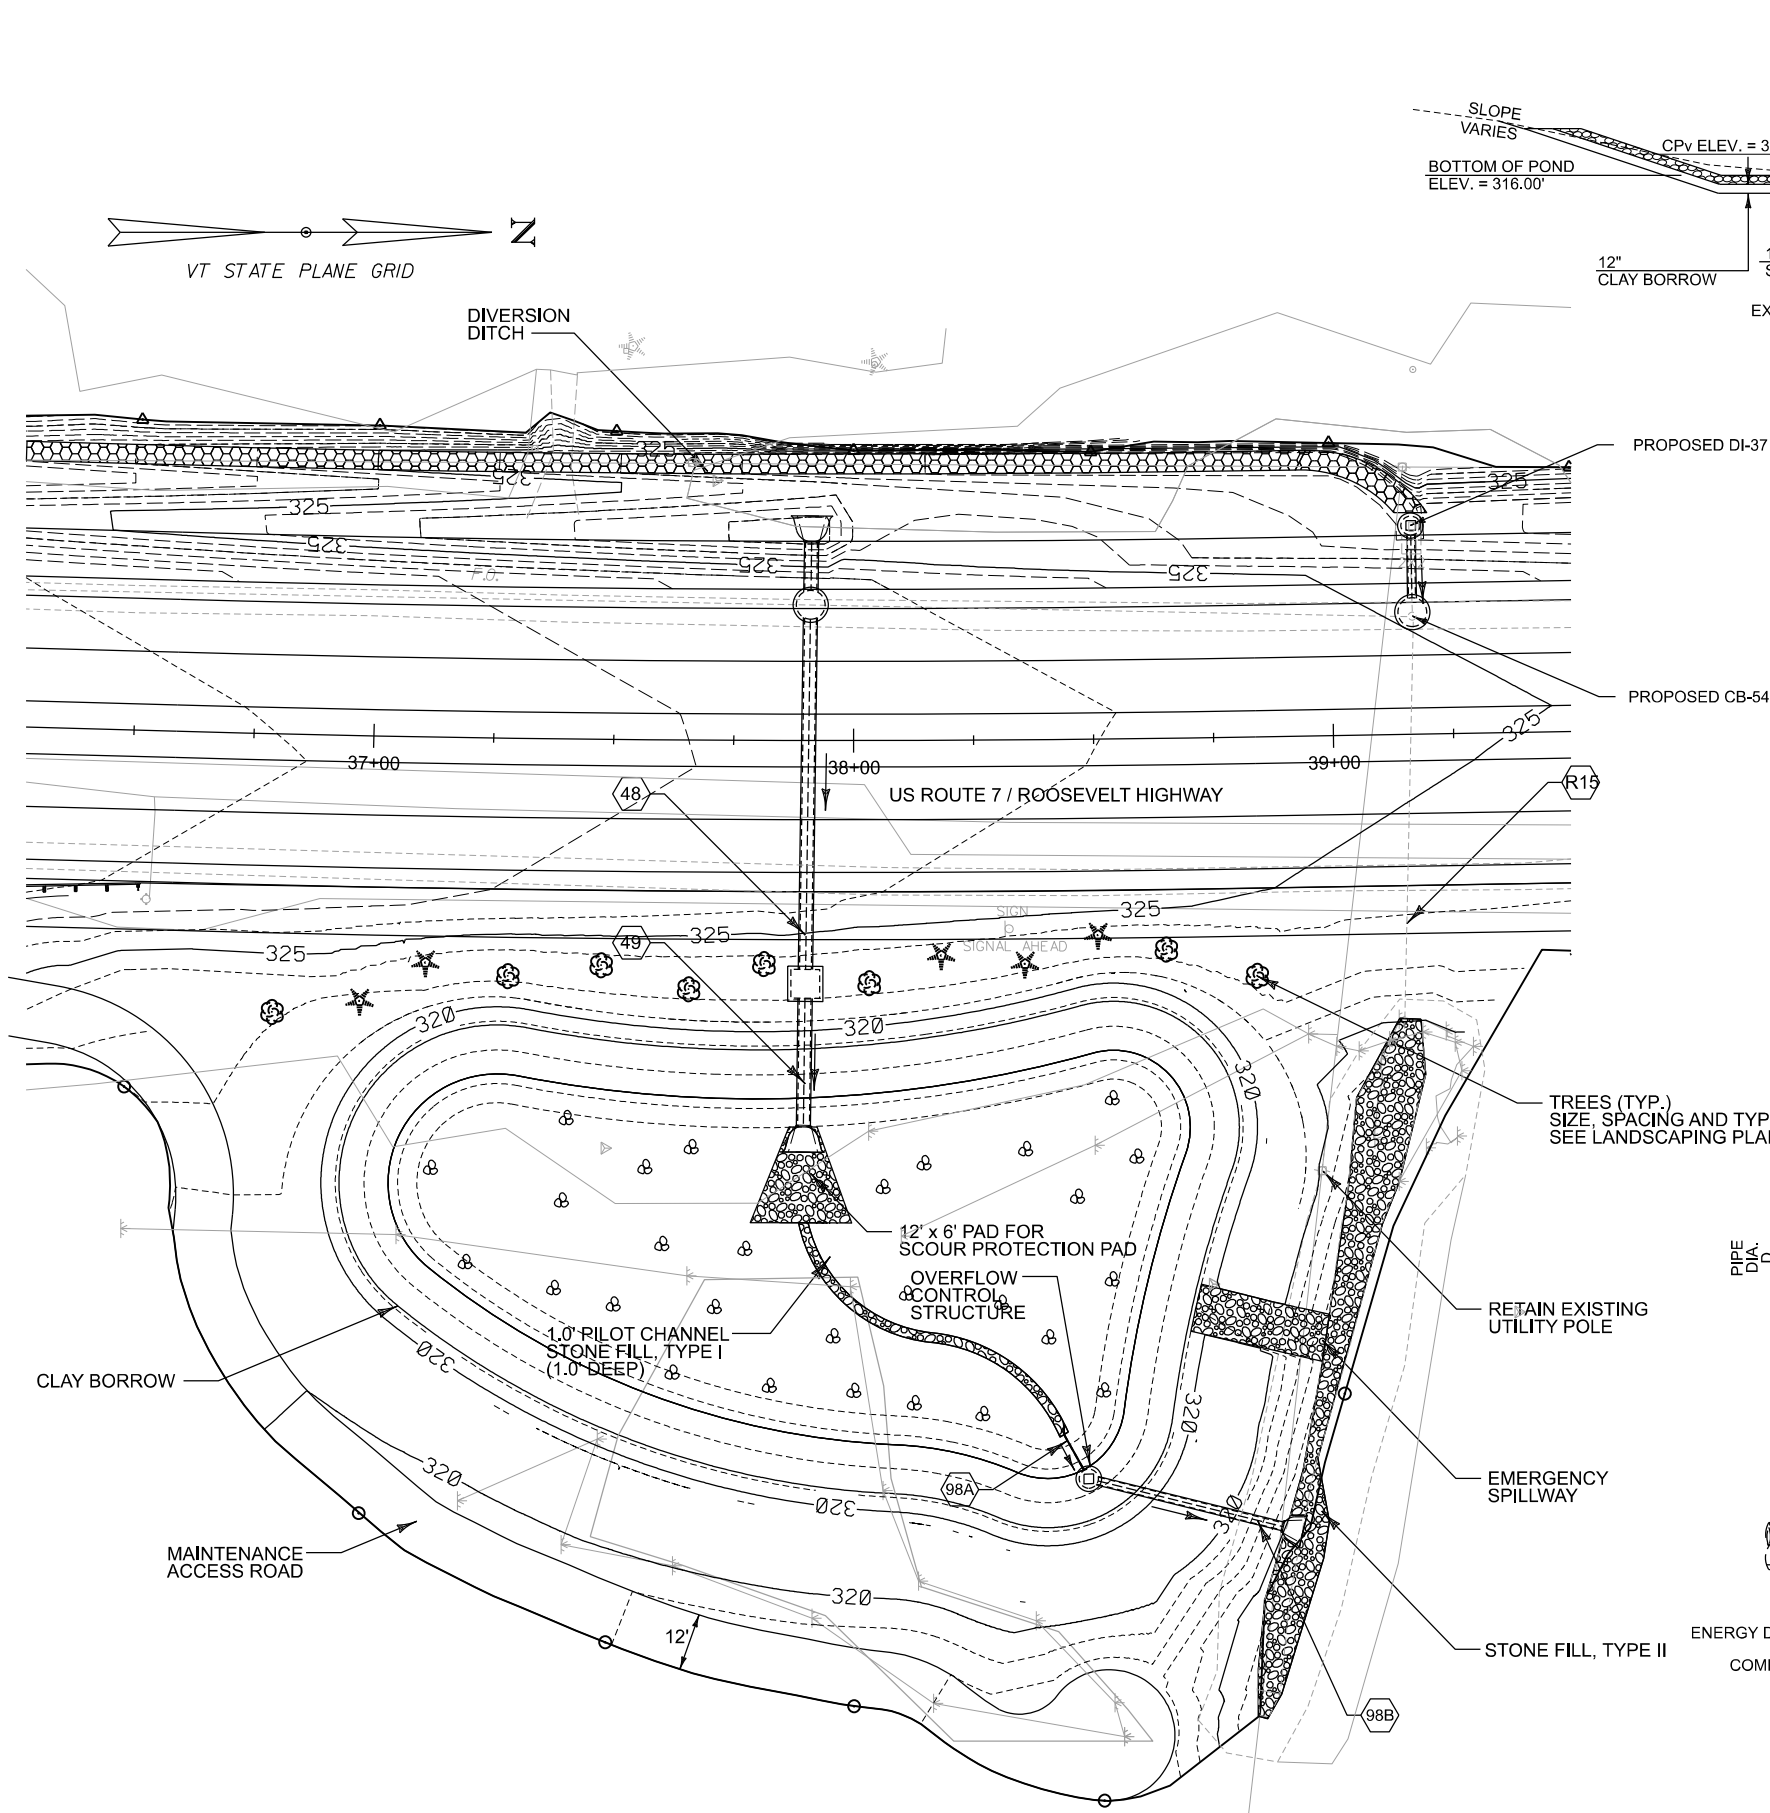 SLOPE
VARIES
CPv ELEV. = 3
BOTTOM OF POND
ELEV. = 316.00'
N
VT STATE PLANE GRID
12"
CLAY BORROW
EX
DIVERSION
DITCH
PROPOSED DI-37
325
325
325
325
325
325
325
F.O.
PROPOSED CB-54
325
37+00
38+00
39+00
48
US ROUTE 7 / ROOSEVELT HIGHWAY
R15
SIGN
325
325
49
SIGNAL AHEAD
325
320
320
320
TREES (TYP.)
SIZE, SPACING AND TYP
SEE LANDSCAPING PLA
12' x 6' PAD FOR
SCOUR PROTECTION PAD
PIPE
DIA.
D
OVERFLOW
CONTROL
STRUCTURE
RETAIN EXISTING
UTILITY POLE
1.0' PILOT CHANNEL
STONE FILL, TYPE I
(1.0' DEEP)
320
CLAY BORROW
320
320
98A
EMERGENCY
SPILLWAY
320
320
MAINTENANCE
ACCESS ROAD
320
12'
STONE FILL, TYPE II
ENERGY D
COM
98B